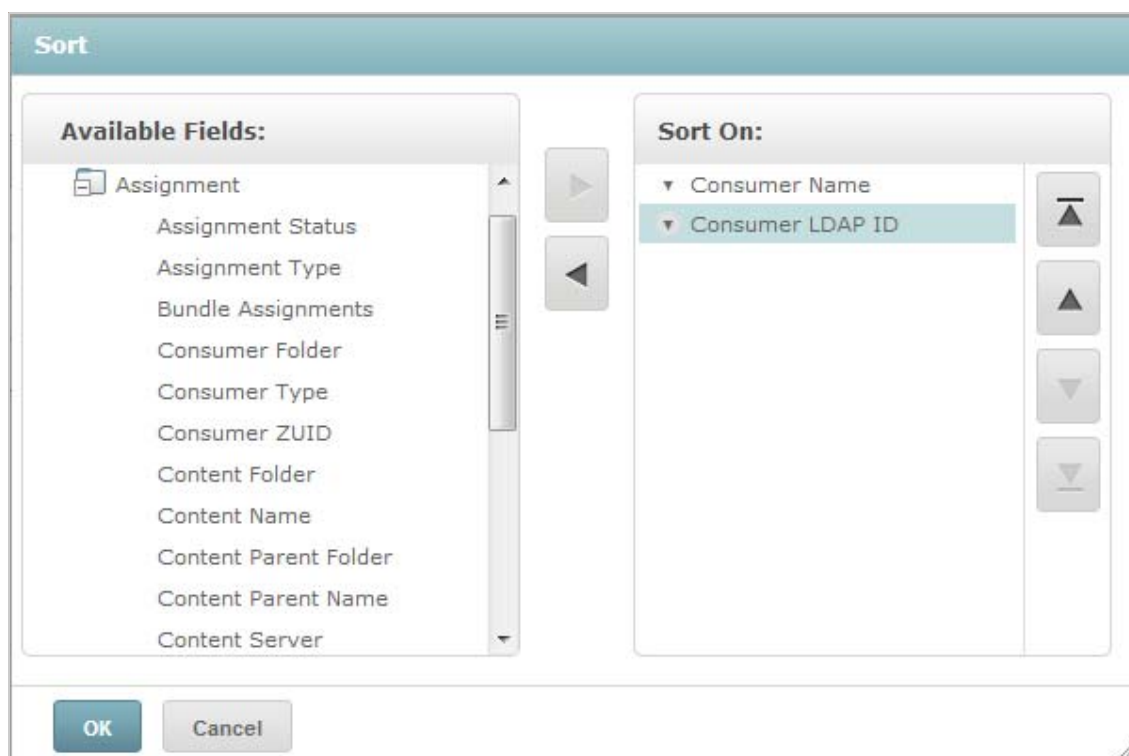 Sort
Available Fields:
Assignment
Assignment Status
Assignment Type
Bundle Assignments
Consumer Folder
Consumer Type
Consumer ZUID
Content Folder
Content Name
Content Parent Folder
Content Parent Name
Content Server
Sort On:
Consumer Name
Consumer LDAP ID
OK
Cancel